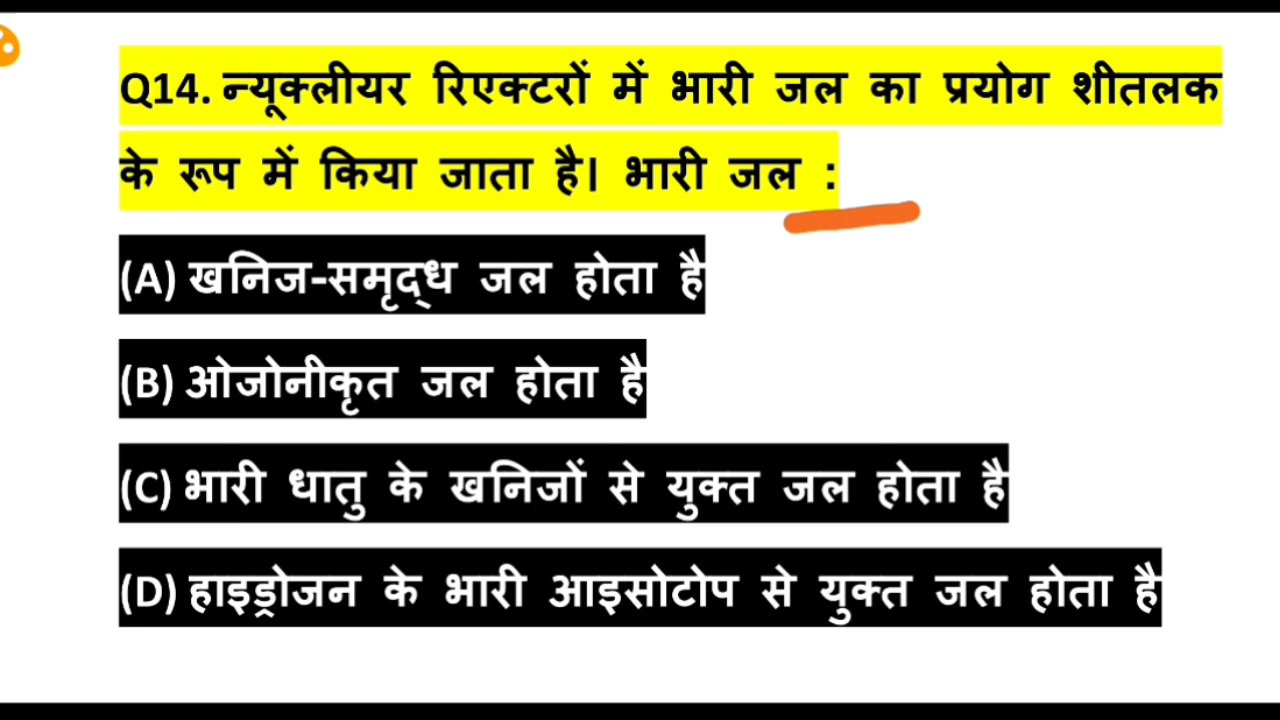 Q14. न्यूक्लीयर रिएक्टरों में भारी जल का प्रयोग शीतलक
के रूप में किया जाता है। भारी जल :
(A) खनिज-समृद्ध जल होता है
(B) ओजोनीकृत जल होता है
(C) भारी धातु के खनिजों से युक्त जल होता है
(D) हाइड्रोजन के भारी आइसोटोप से युक्त जल होता है